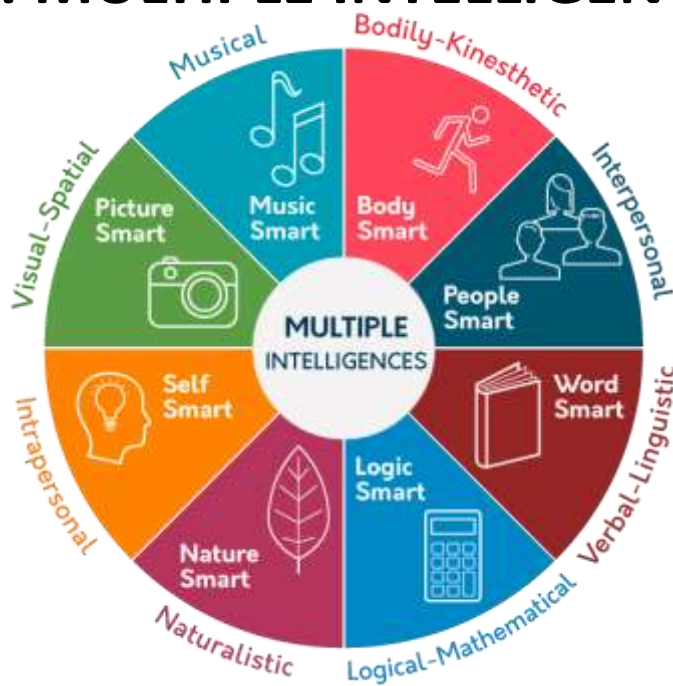 MULTIPLE
Musical
Bodily-Kinesthetic
Interpersonal
Verbal-Linguistic
Logical-Mathematical
Naturalistic
Intrapersonal
Visual-Spatial
Music
Smart
Body
Smart
People
Smart
Word
Smart
Logic
Smart
Nature
Smart
Self
Smart
Picture
Smart
MULTIPLE
INTELLIGENCES